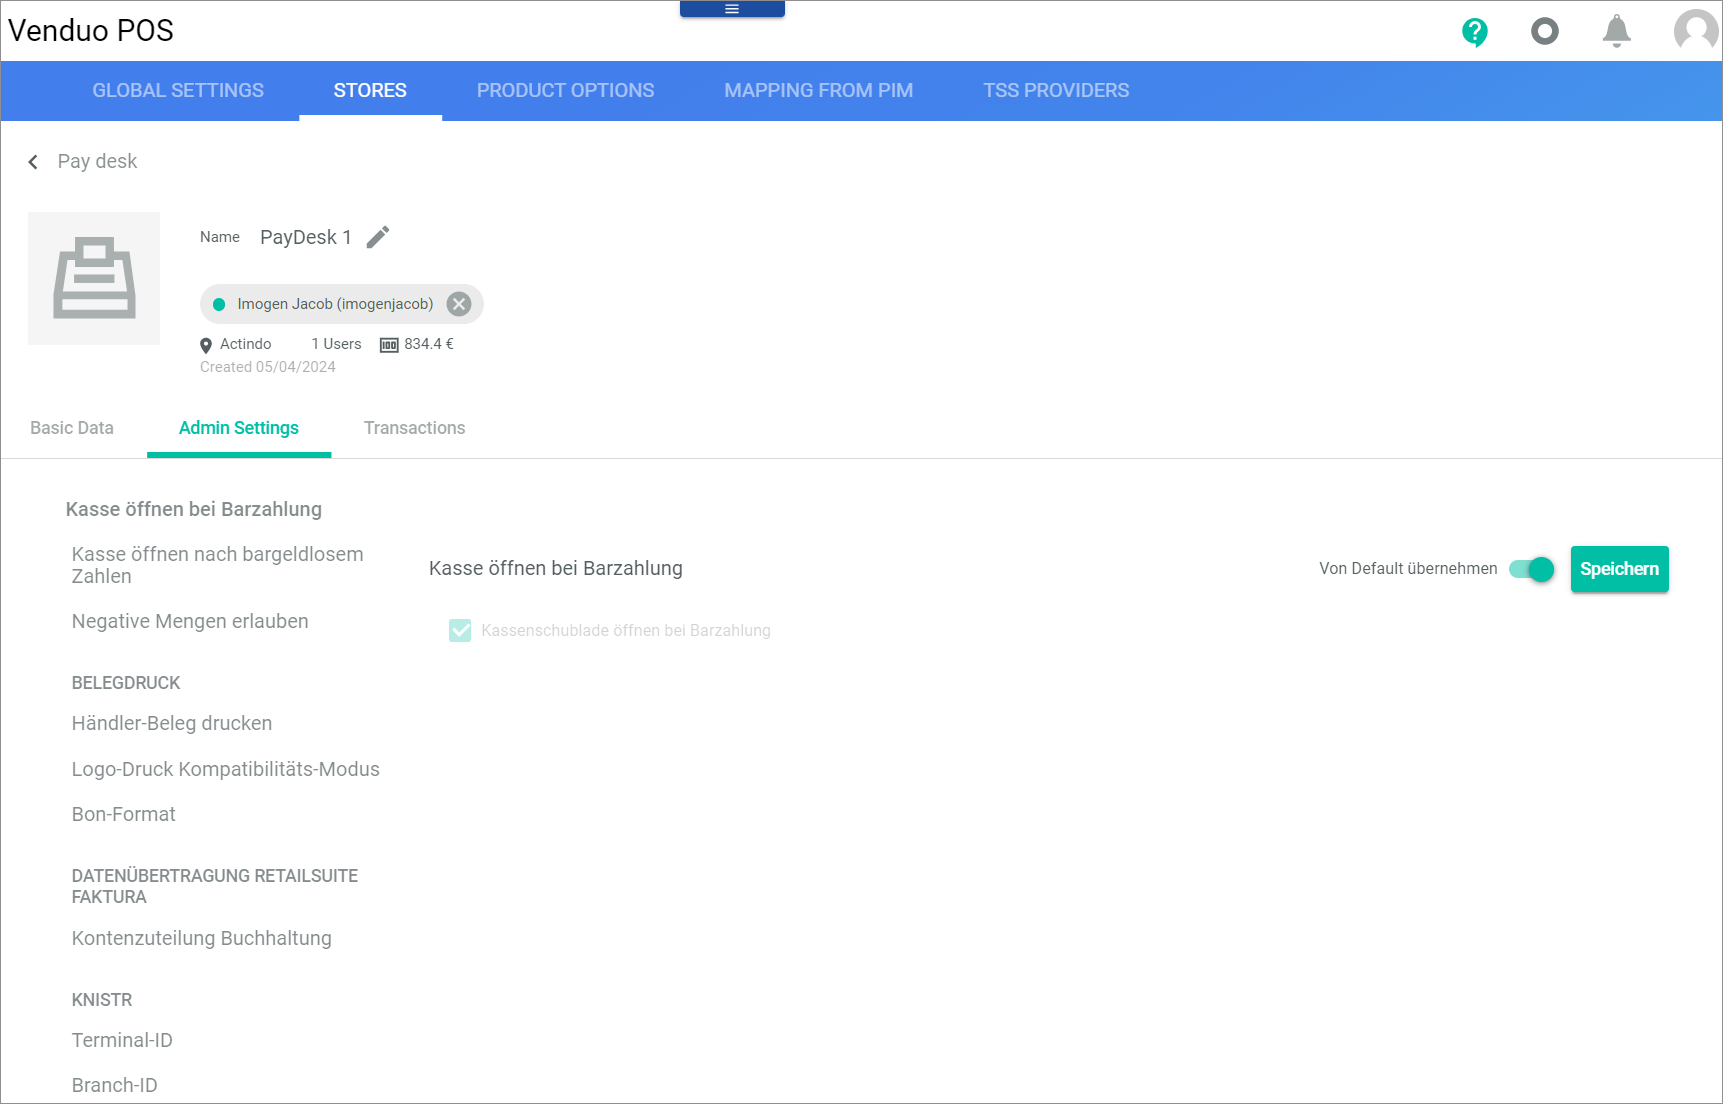 Venduo POS
GLOBAL SETTINGS
STORES
PRODUCT OPTIONS
MAPPING FROM PIM
TSS PROVIDERS
Pay desk
Name PayDesk 1
Imogen Jacob (imogenjacob)
Actindo 1 Users 834.4 €
Created 05/04/2024
Basic Data
Admin Settings
Transactions
Kasse öffnen bei Barzahlung
Kasse öffnen nach bargeldlosem
Zahlen
Negative Mengen erlauben
BELEGDRUCK
Händler-Beleg drucken
Logo-Druck Kompatibilitäts-Modus
Bon-Format
DATENÜBERTRAGUNG RETAILSUITE
FAKTURA
Kontenzuteilung Buchhaltung
KNISTR
Terminal-ID
Branch-ID
Kasse öffnen bei Barzahlung
Von Default übernehmen
Speichern
Kassenschublade öffnen bei Barzahlung